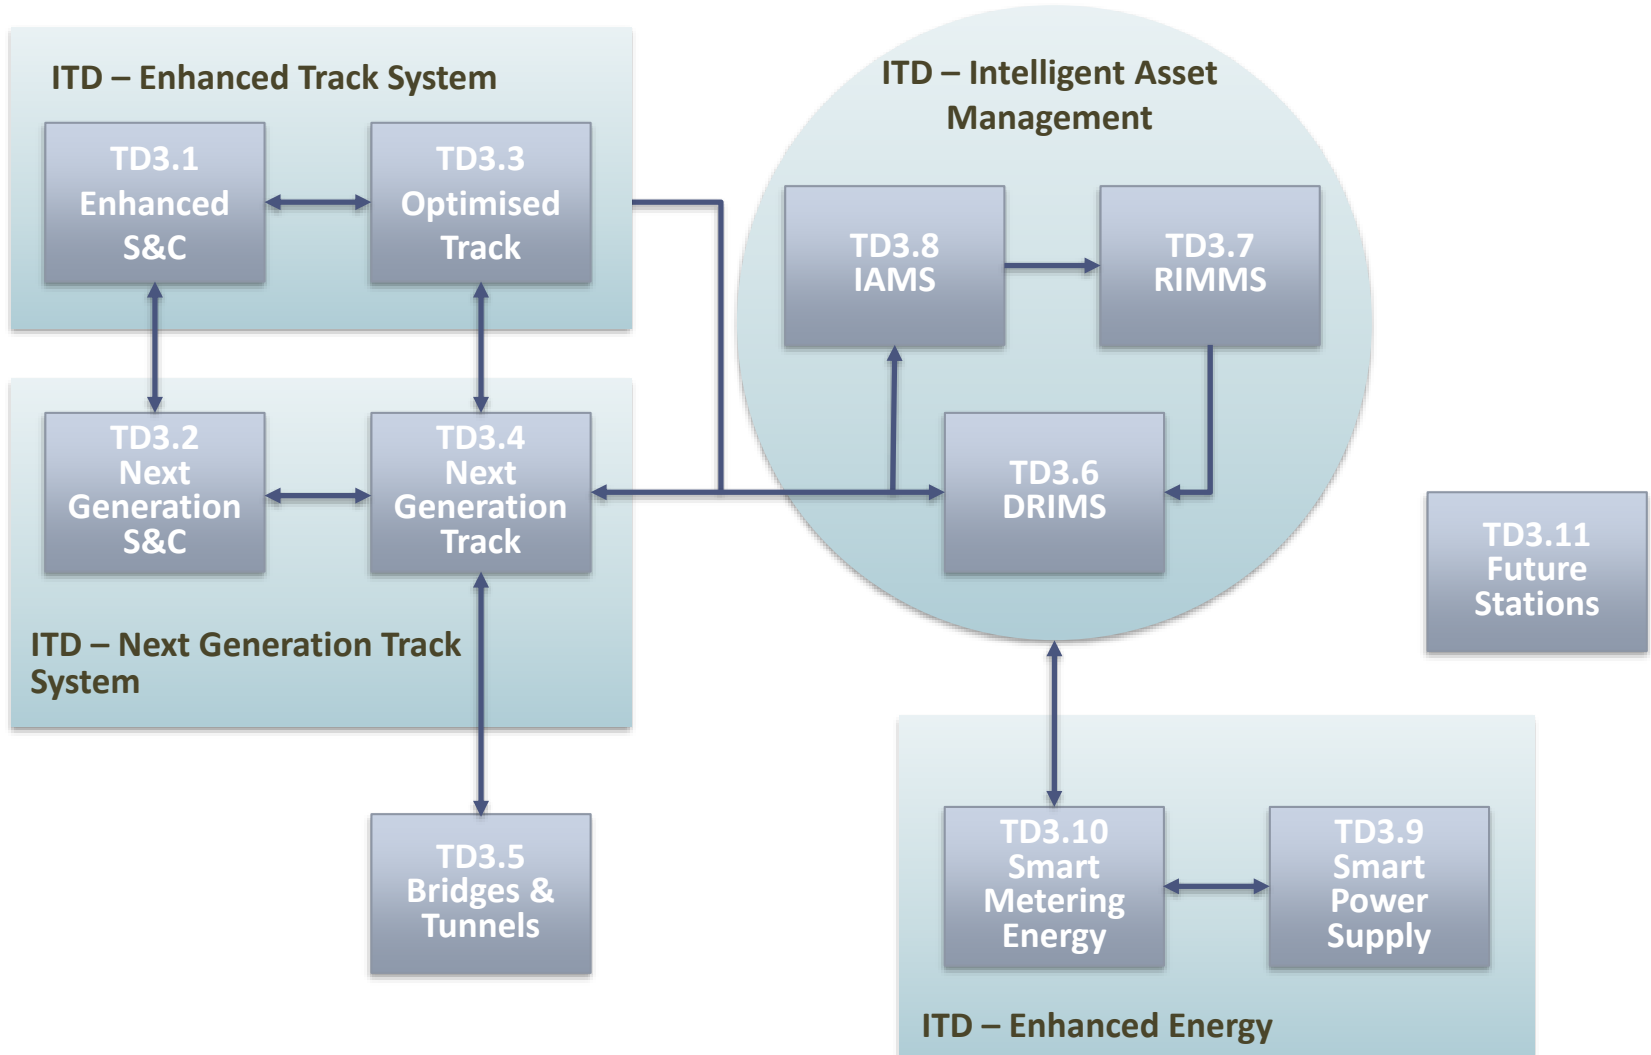 ITD – Enhanced Track System
TD3.1
Enhanced
S&C
TD3.3
Optimised
Track
ITD – Intelligent Asset
Management
TD3.8
IAMS
TD3.7
RIMMS
TD3.2
Next
Generation
S&C
TD3.4
Next
Generation
Track
TD3.6
DRIMS
TD3.11
Future
Stations
ITD – Next Generation Track
System
TD3.5
Bridges &
Tunnels
TD3.10
Smart
Metering
Energy
TD3.9
Smart
Power
Supply
ITD – Enhanced Energy